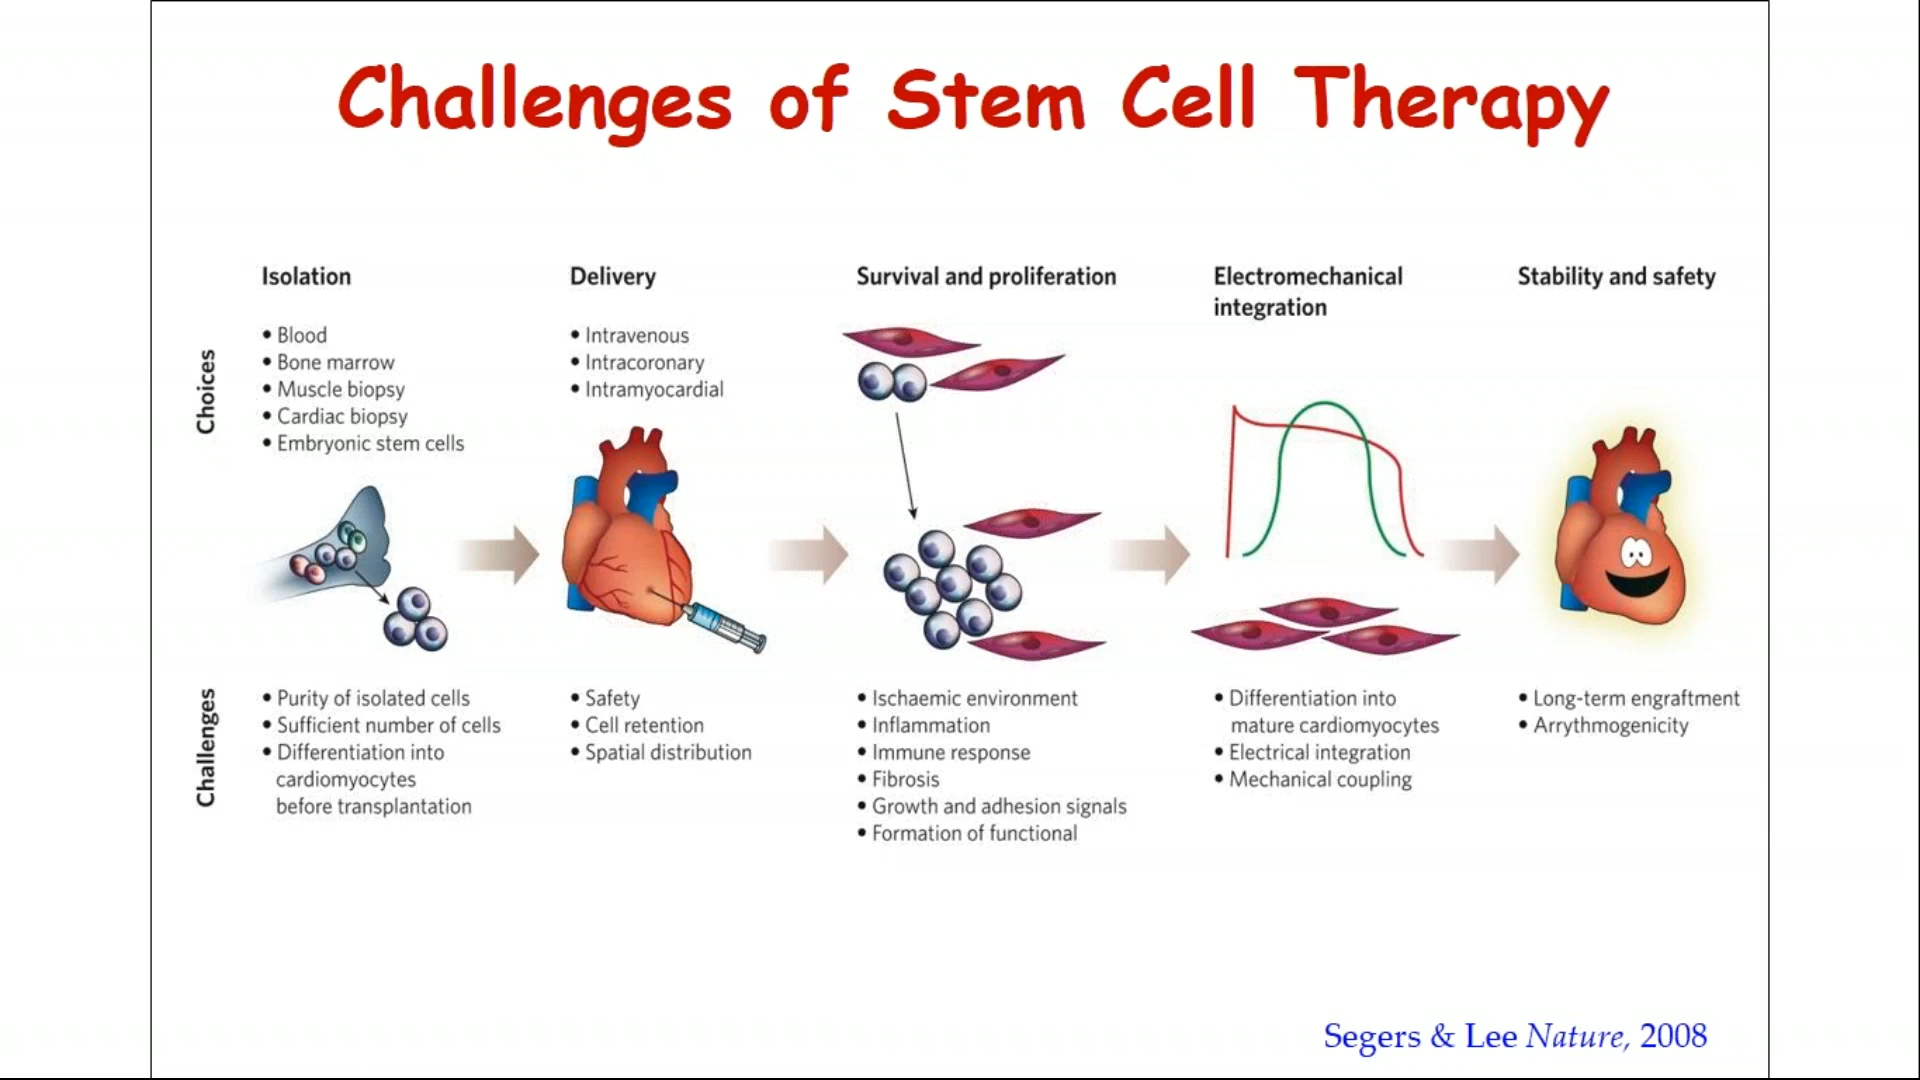 Challenges of Stem Cell Therapy
Isolation
Delivery
Survival and proliferation
Electromechanical
integration
Stability and safety
Choices
• Blood
• Bone marrow
• Muscle biopsy
• Cardiac biopsy
• Embryonic stem cells
• Intravenous
• Intracoronary
• Intramyocardial
Challenges
• Purity of isolated cells
• Sufficient number of cells
• Differentiation into
cardiomyocytes
before transplantation
• Safety
• Cell retention
• Spatial distribution
• Ischaemic environment
• Inflammation
• Immune response
• Fibrosis
• Growth and adhesion signals
• Formation of functional
• Differentiation into
mature cardiomyocytes
• Electrical integration
• Mechanical coupling
• Long-term engraftment
• Arrythmogenicity
Segers & Lee Nature, 2008